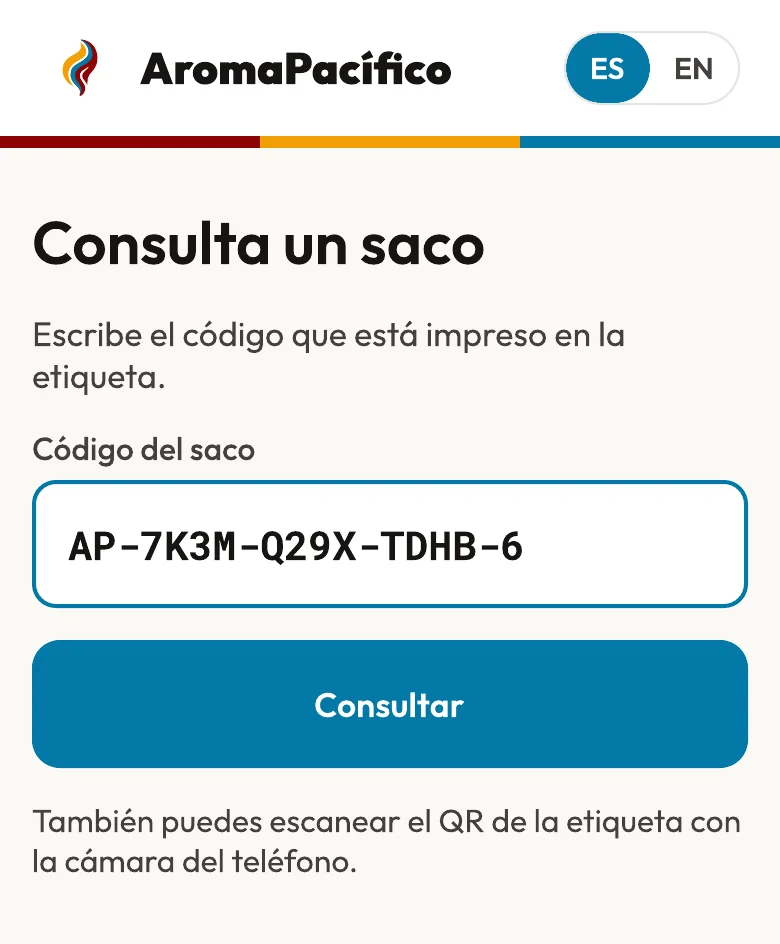 AromaPacífico
ES EN
Consulta un saco
Escribe el código que está impreso en la
etiqueta.
Código del saco
AP-7K3M-Q29X-TDHB-6
Consultar
También puedes escanear el QR de la etiqueta con
la cámara del teléfono.